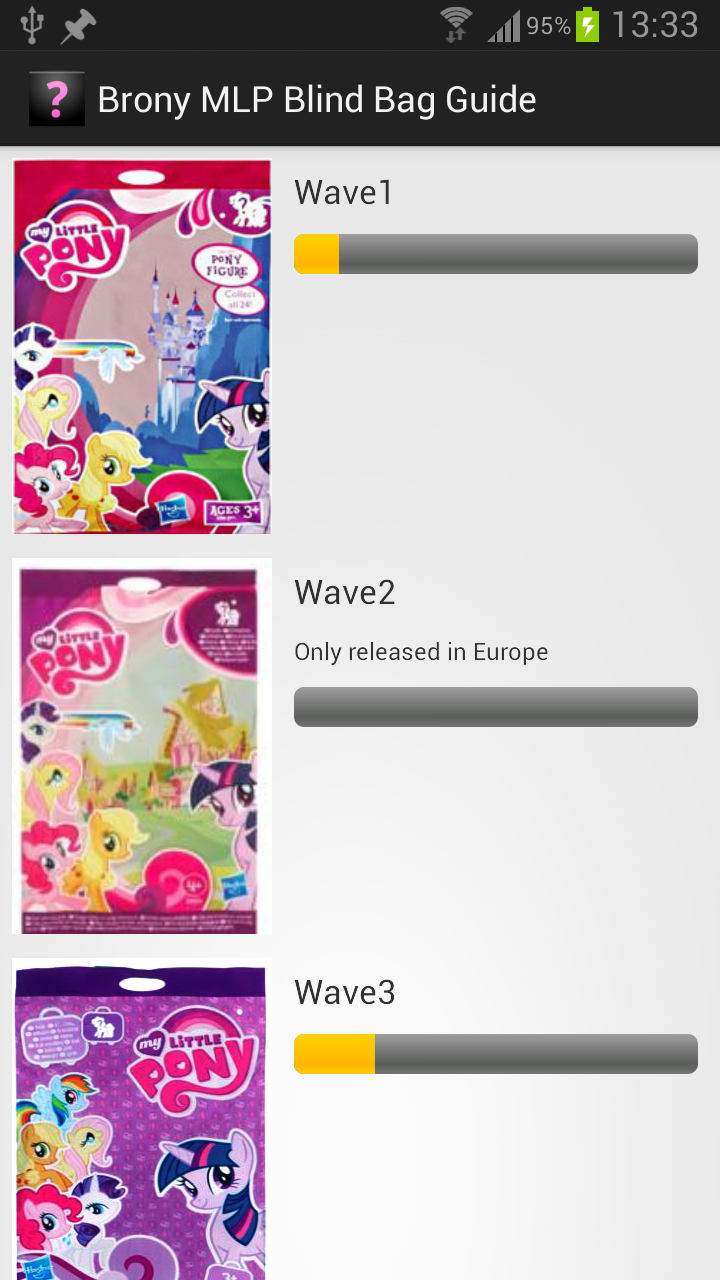 95%
13:33
?
Brony MLP Blind Bag Guide
my LITTLE
PONY
PONY
FIGURE
Collect
all 24!
Hasbro
AGES 3+
Wave1
my LITTLE
PONY
Hasbro
Wave2
Only released in Europe
my LITTLE
PONY
Hasbro
3+
Wave3